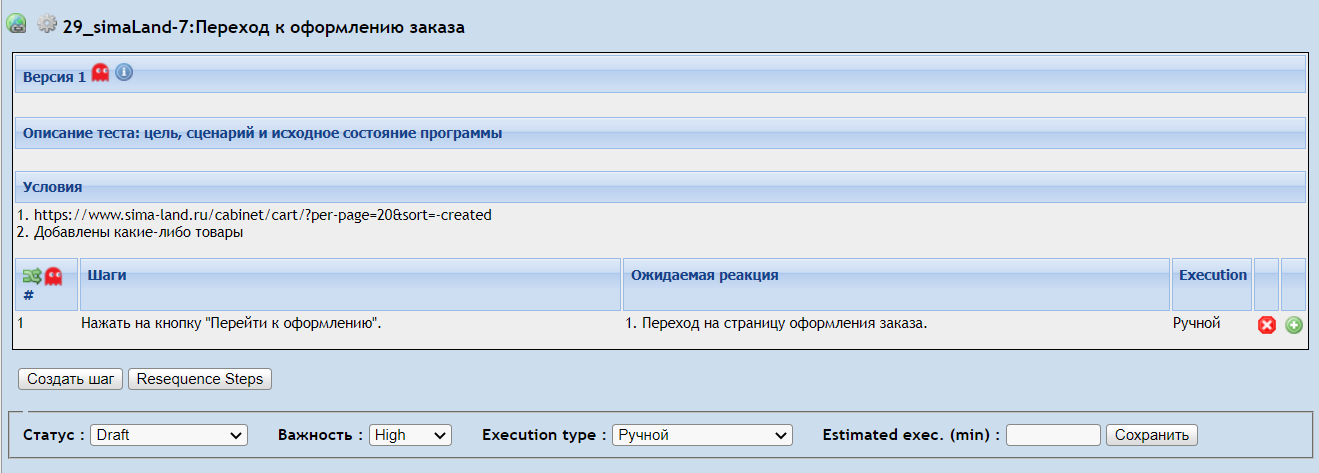 29_simaLand-7:Переход к оформлению заказа
Версия 1
Описание теста: цель, сценарий и исходное состояние программы
Условия
1. https://www.sima-land.ru/cabinet/cart/?per-page=20&sort=-created
2. Добавлены какие-либо товары
# Шаги Ожидаемая реакция Execution
1 Нажать на кнопку "Перейти к оформлению". 1. Переход на страницу оформления заказа. Ручной
Создать шаг Resequence Steps
Статус : Draft Важность : High Execution type : Ручной Estimated exec. (min) : Сохранить